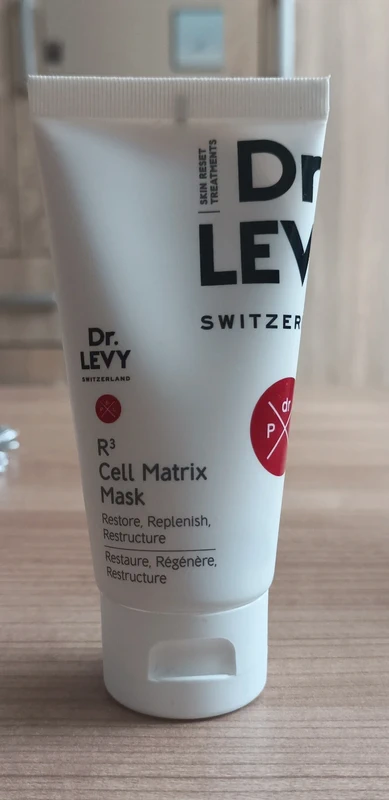 SKIN RESET
TREATMENTS
Dr
LEV
SWITZER
dr
P
Dr.
LEVY
SWITZERLAND
R³
Cell Matrix
Mask
Restore, Replenish,
Restructure
Restaure, Régénère,
Restructure